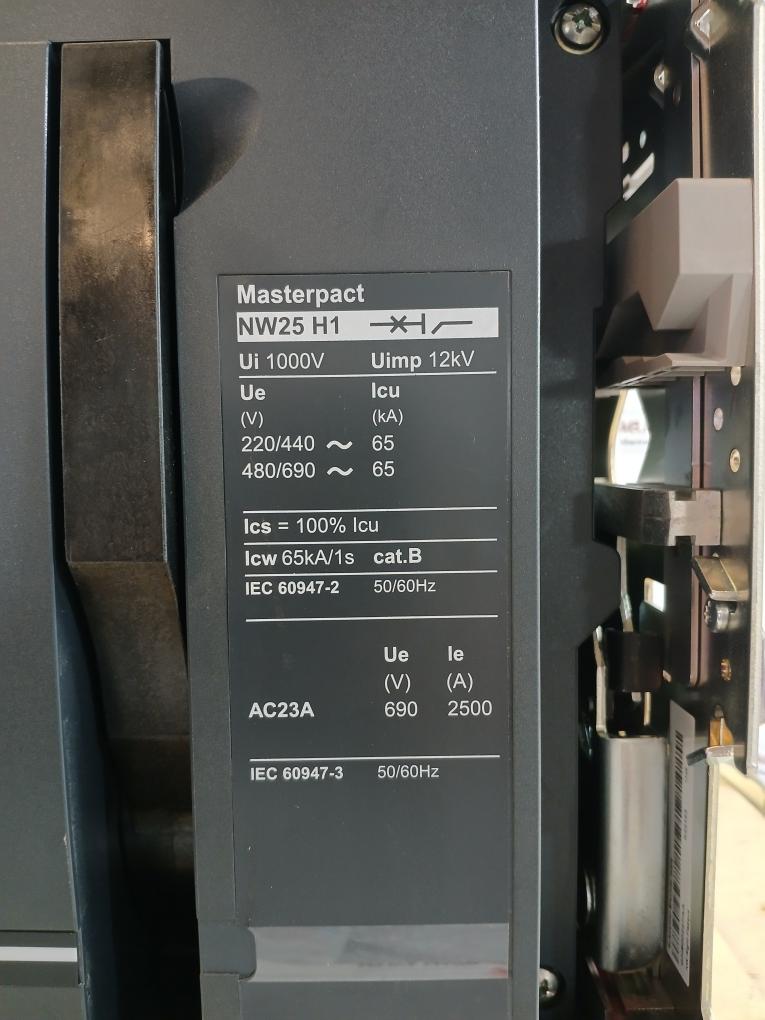 Masterpact
NW25 H1
Ui 1000V Uimp 12kV
Ue Icu
(V) (kA)
220/440 ~ 65
480/690 ~ 65
Ics = 100% Icu
Icw 65kA/1s cat.B
IEC 60947-2 50/60Hz
Ue Ie
(V) (A)
AC23A 690 2500
IEC 60947-3 50/60Hz